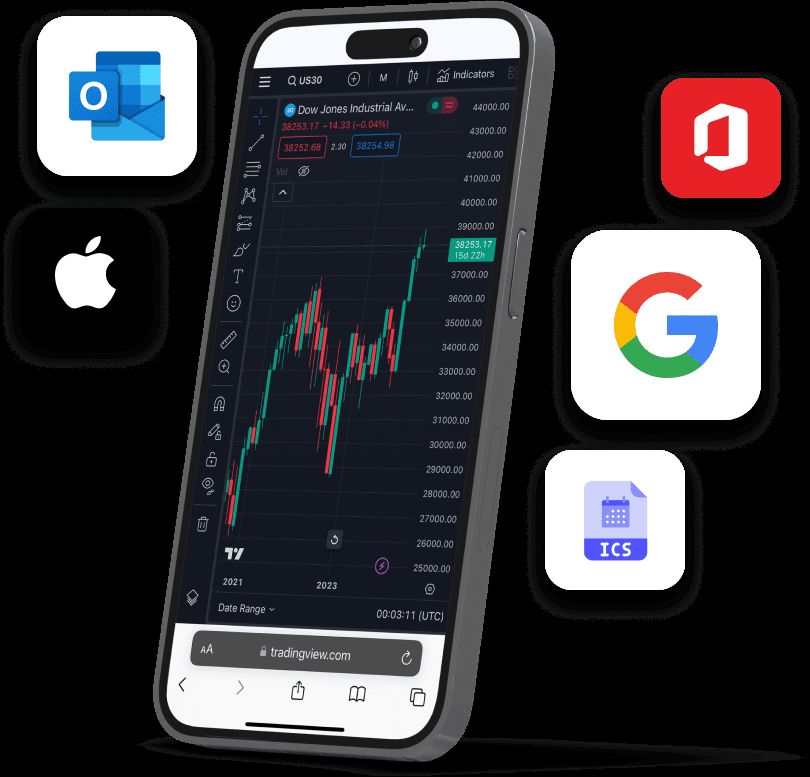 O
US30
M
Indicators
Dow Jones Industrial Av...
38253.17 −14.33 (−0.04%)
38252.68 2.30 38254.98
Vol
44000.00
43000.00
42000.00
41000.00
40000.00
39000.00
38253.17
15d 22h
37000.00
36000.00
35000.00
34000.00
33000.00
32000.00
31000.00
30000.00
29000.00
28000.00
27000.00
26000.00
25000.00
T
2021 2023
Date Range
00:03:11 (UTC)
AA tradingview.com
G
ICS